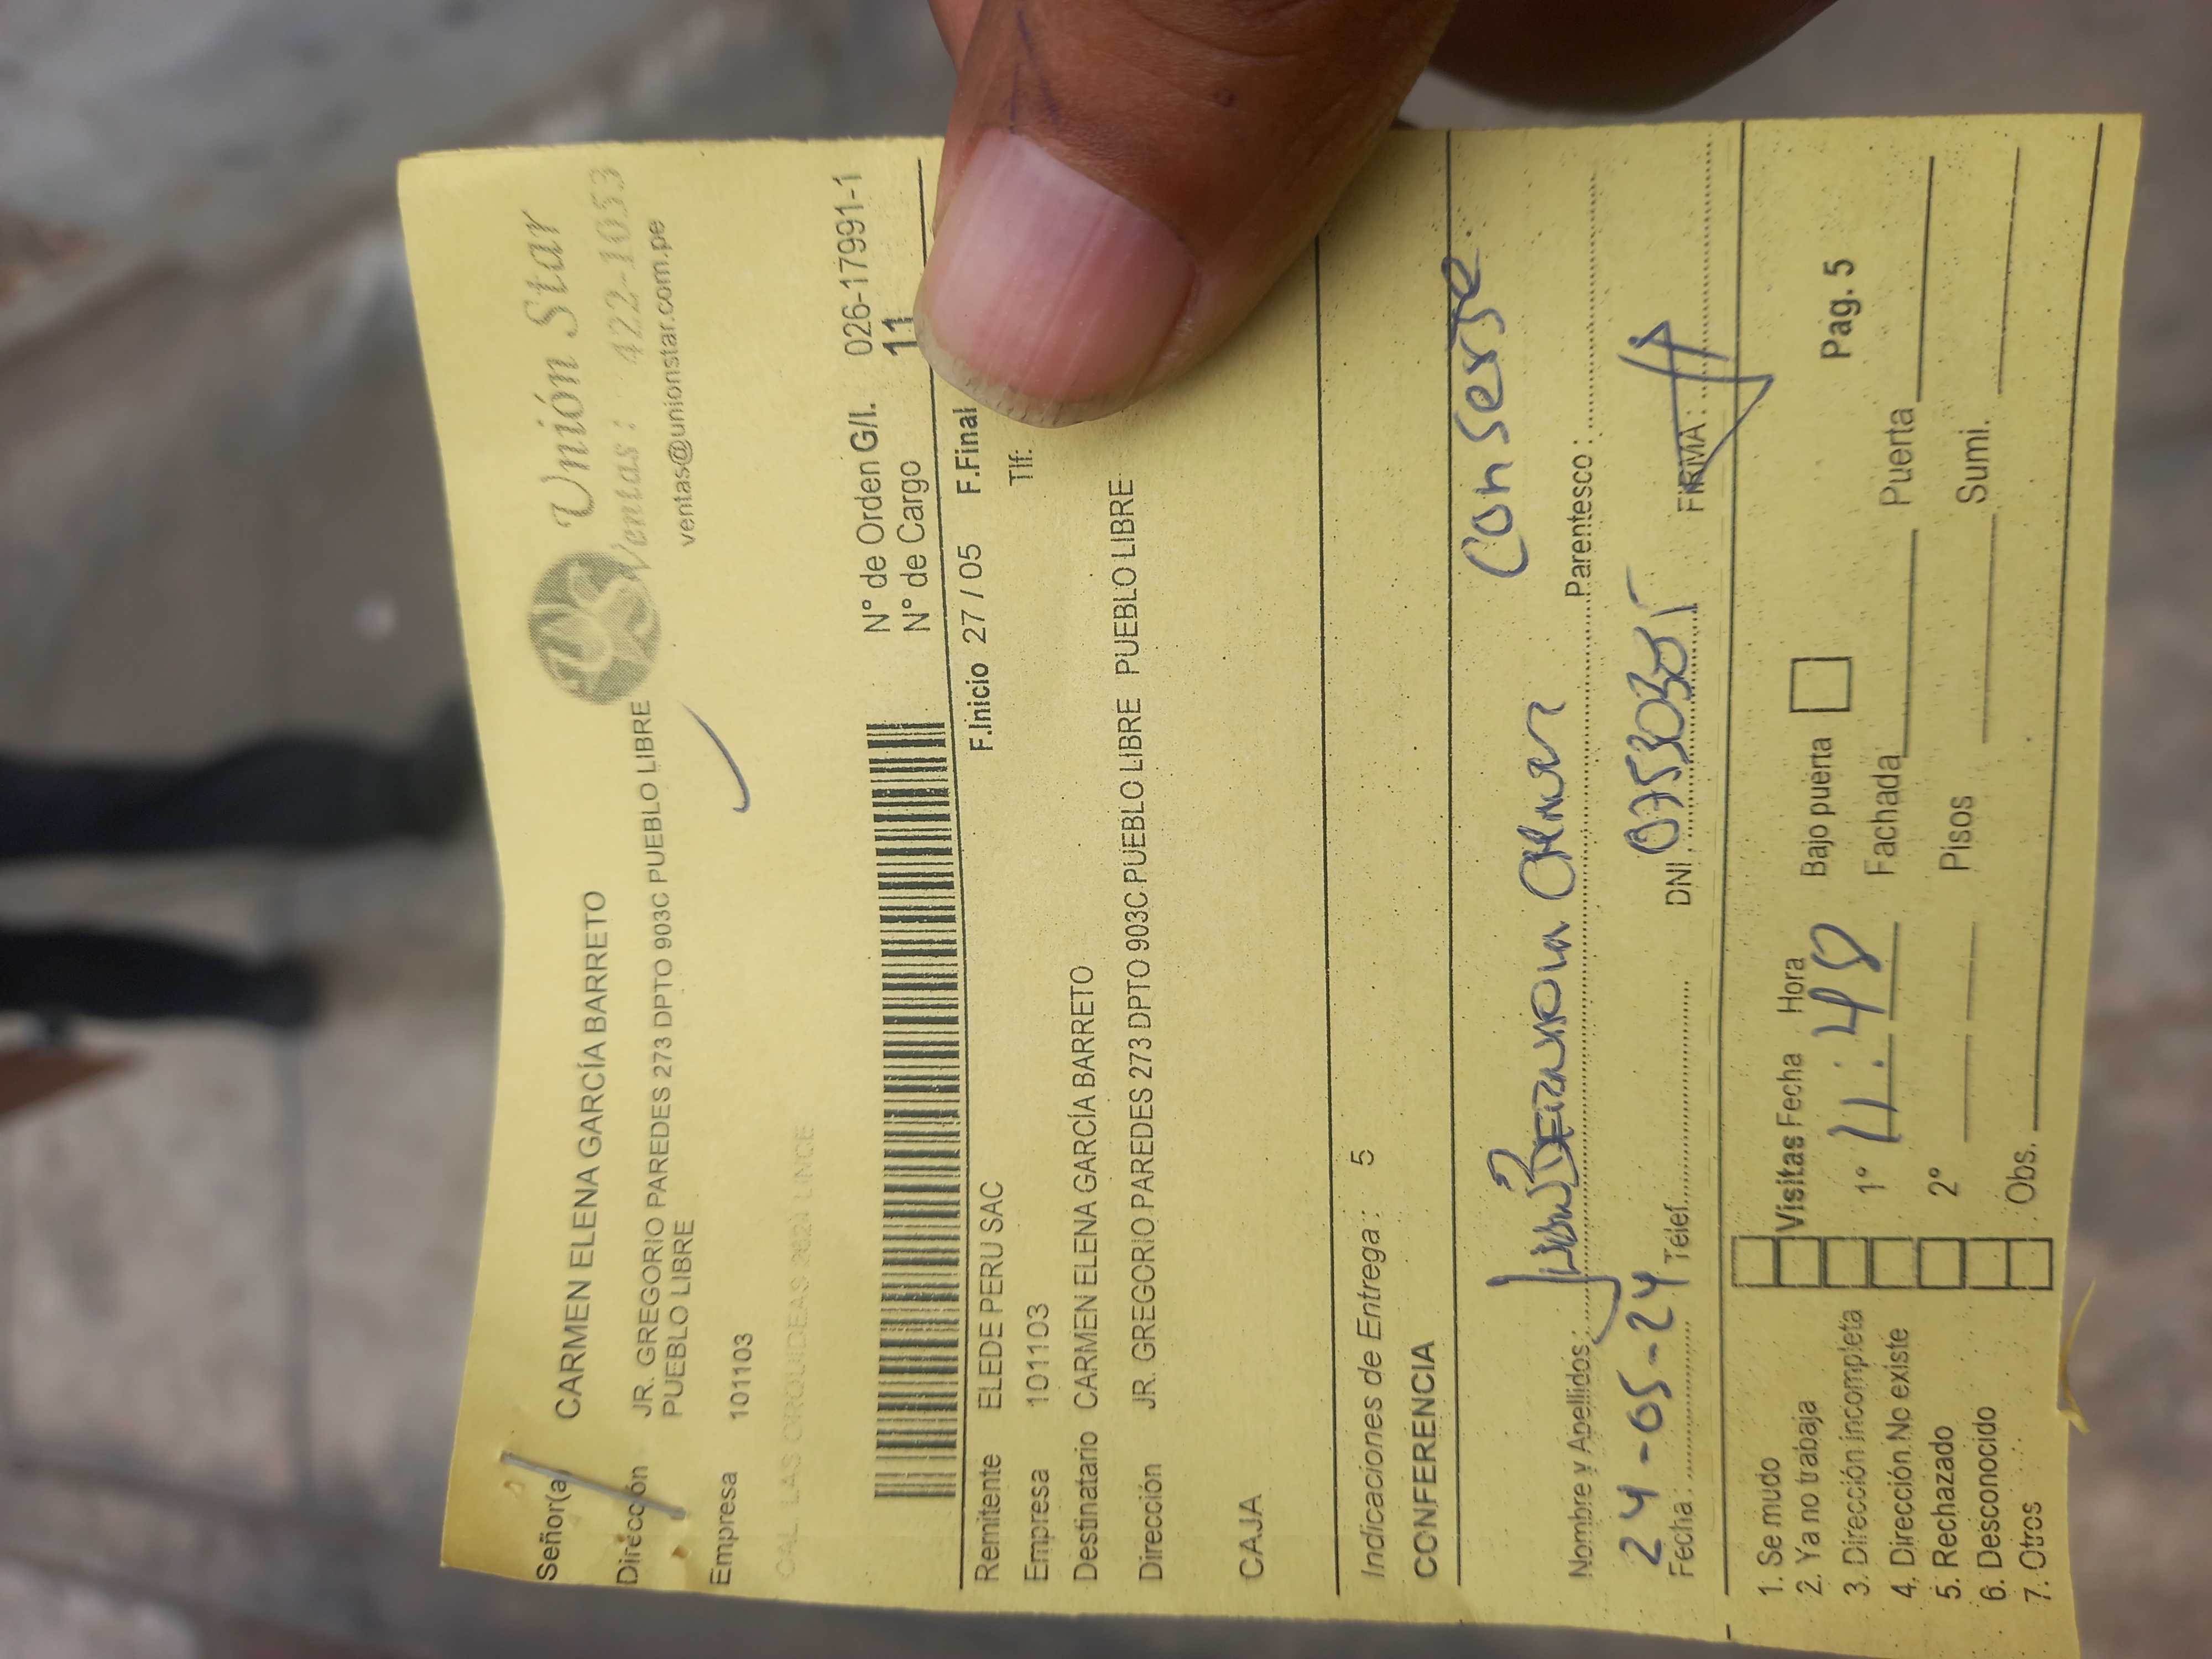 Unión Star
Ventas: 422-1053
ventas@unionstar.com.pe
Señor(a) CARMEN ELENA GARCÍA BARRETO
Dirección JR. GREGORIO PAREDES 273 DPTO 903C PUEBLO LIBRE
PUEBLO LIBRE
Empresa 101103
CAL. LAS ORQUIDEAS LINCE
N° de Orden G/I. 026-17991-1
N° de Cargo 11
F.Inicio 27 / 05 F.Final
Remitente ELEDE PERU SAC
Tlf:
Empresa 101103
Destinatario CARMEN ELENA GARCÍA BARRETO
Dirección JR. GREGORIO PAREDES 273 DPTO 903C PUEBLO LIBRE PUEBLO LIBRE
CAJA
Indicaciones de Entrega : 5
CONFERENCIA
Conserje
Nombre y Apellidos: Parentesco :
24-05-24
Fecha : Telef. DNI FIRMA:
1. Se mudo
2. Ya no trabaja Visitas Fecha Hora Bajo puerta Pag. 5
3. Dirección incompleta 1° 11:48 Fachada Puerta
4. Dirección No existe
5. Rechazado 2° Pisos Sumi.
6. Desconocido
7. Otros Obs.